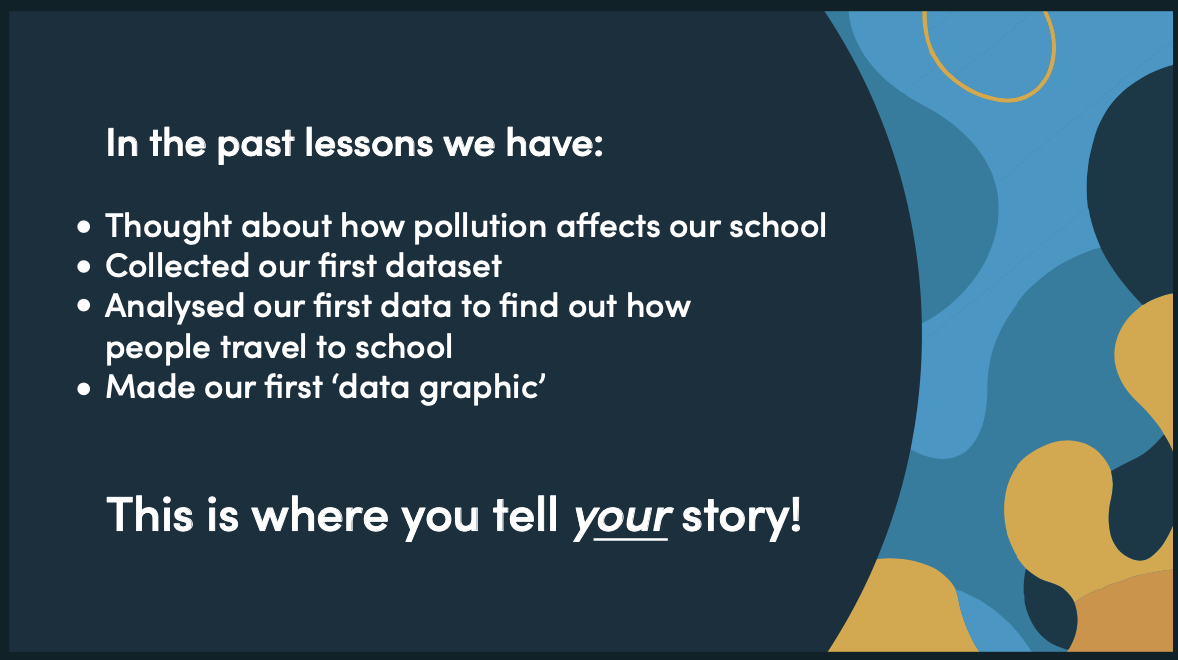 In the past lessons we have:
• Thought about how pollution affects our school
• Collected our first dataset
• Analysed our first data to find out how
people travel to school
• Made our first ‘data graphic’
This is where you tell your story!